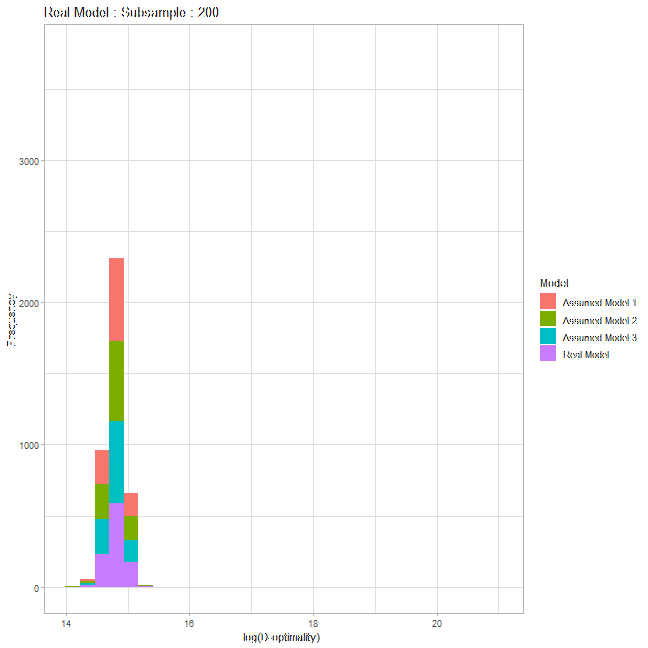 Real Model : Subsample : 200
Frequency
3000
2000
1000
0
14
16
18
20
log(D-optimality)
Model
Assumed Model 1
Assumed Model 2
Assumed Model 3
Real Model